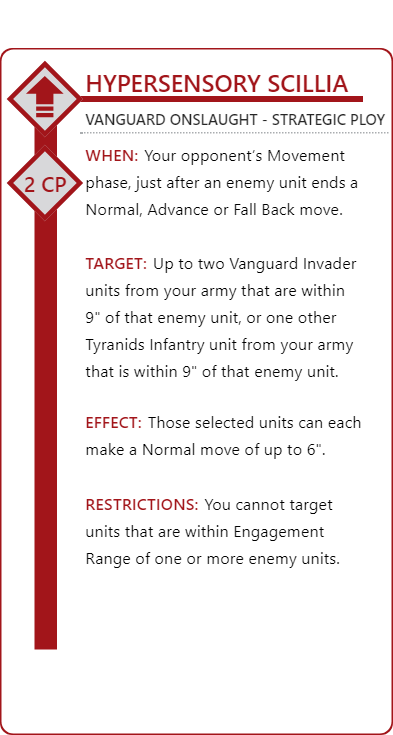 HYPERSENSORY SCILLIA
VANGUARD ONSLAUGHT - STRATEGIC PLOY
2 CP
WHEN: Your opponent's Movement
phase, just after an enemy unit ends a
Normal, Advance or Fall Back move.
TARGET: Up to two Vanguard Invader
units from your army that are within
9" of that enemy unit, or one other
Tyranids Infantry unit from your army
that is within 9" of that enemy unit.
EFFECT: Those selected units can each
make a Normal move of up to 6".
RESTRICTIONS: You cannot target
units that are within Engagement
Range of one or more enemy units.